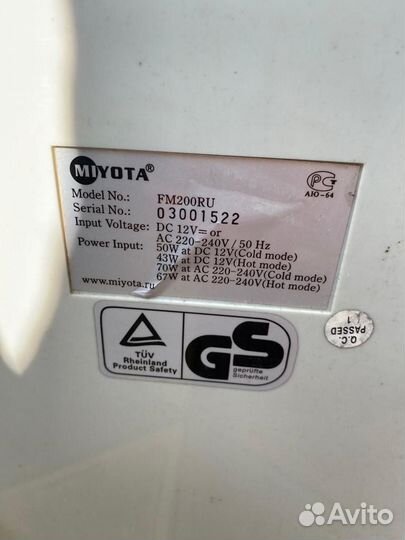 MIYOTA®
Model No.: FM200RU
Serial No.: 03001522
Input Voltage: DC 12V= or
AC 220-240V / 50 Hz
Power Input: 50W at DC 12V(Cold mode)
43W at DC 12V(Hot mode)
70W at AC 220-240V(Cold mode)
67W at AC 220-240V(Hot mode)
www.miyota.ru
РС
АЮ-64
TÜV
Rheinland
Product Safety
GS
geprüfte
Sicherheit
Q.C.
PASSED
1
Avito